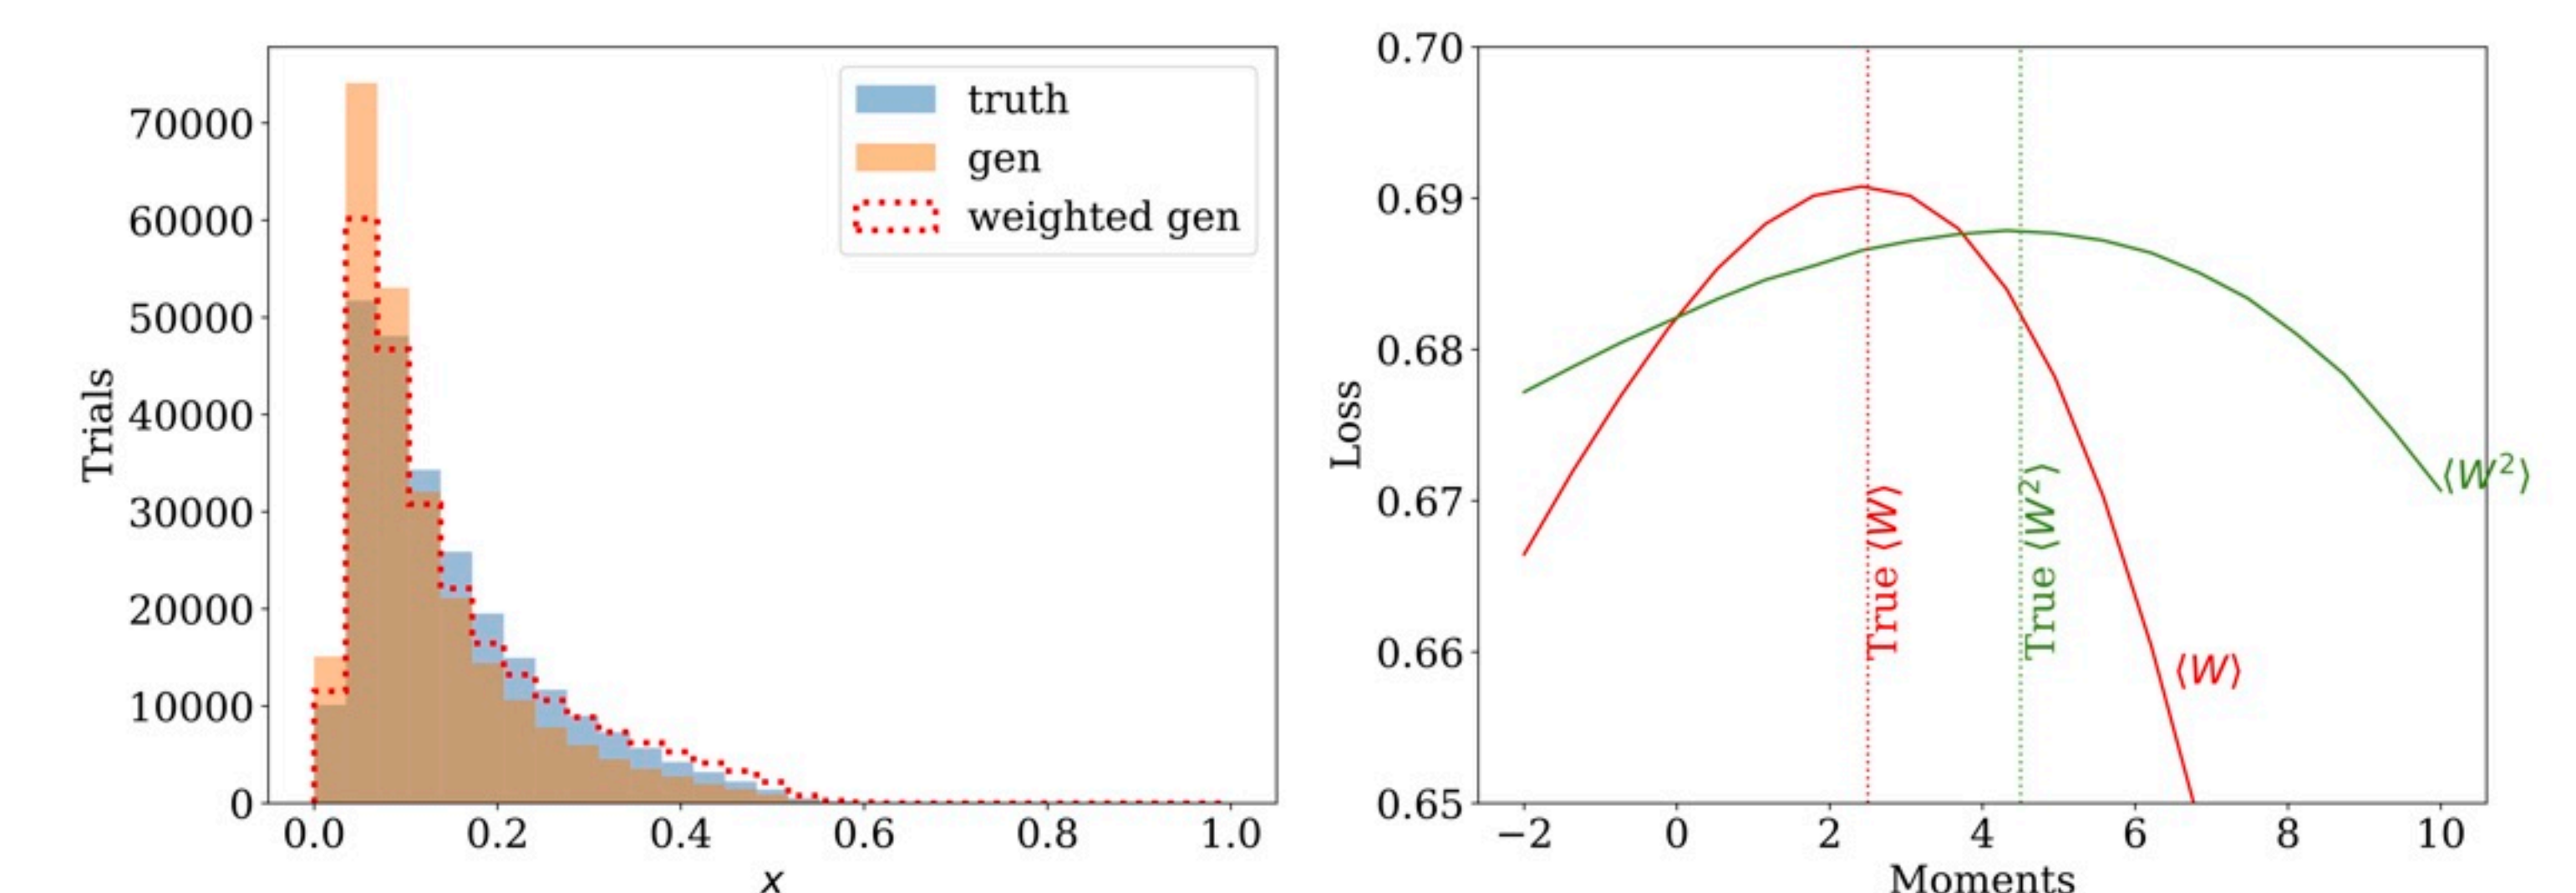 70000
60000
50000
40000
30000
20000
10000
0
Trials
0.0 0.2 0.4 0.6 0.8 1.0
x
truth
gen
weighted gen
0.70
0.69
0.68
0.67
0.66
0.65
Loss
True ⟨W⟩
True ⟨W²⟩
⟨W²⟩
⟨W⟩
−2 0 2 4 6 8 10
Moments